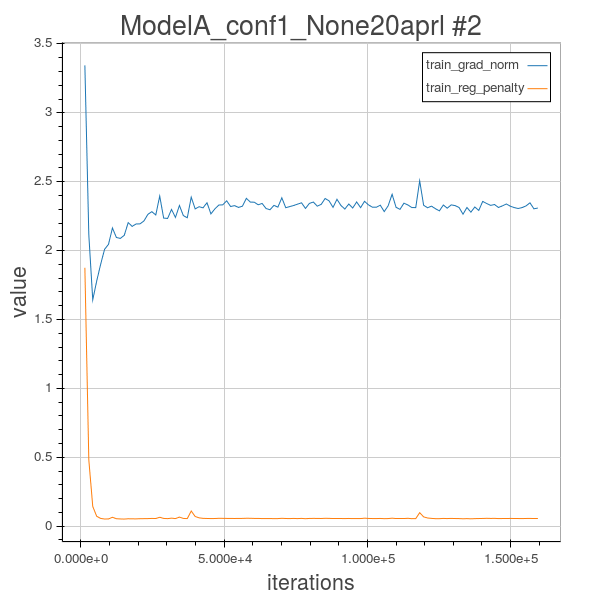 ModelA_conf1_None20aprl #2
train_grad_norm
train_reg_penalty
3.5
3
2.5
2
1.5
1
0.5
0
value
0.000e+0 5.000e+4 1.000e+5 1.500e+5
iterations